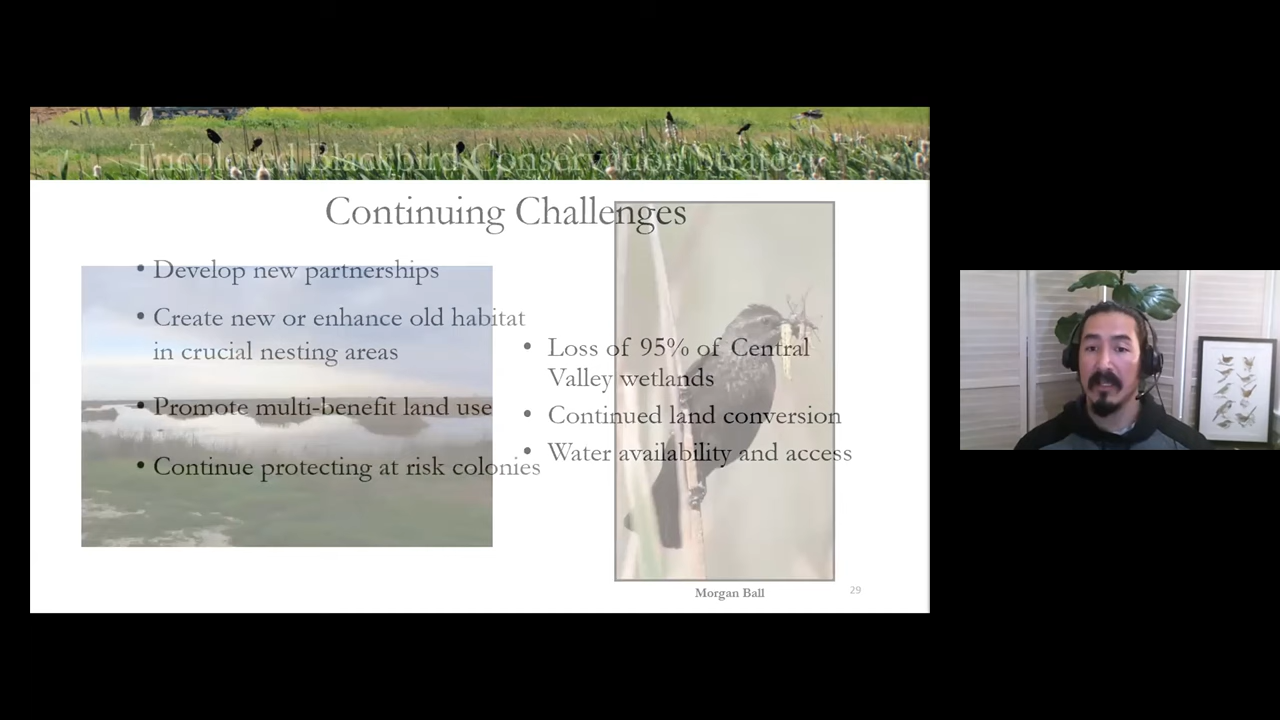 Tricolored Blackbird Conservation Strategy
Continuing Challenges
• Develop new partnerships
• Create new or enhance old habitat
in crucial nesting areas
• Promote multi-benefit land use
• Continue protecting at risk colonies
• Loss of 95% of Central
Valley wetlands
• Continued land conversion
• Water availability and access
Morgan Ball
29